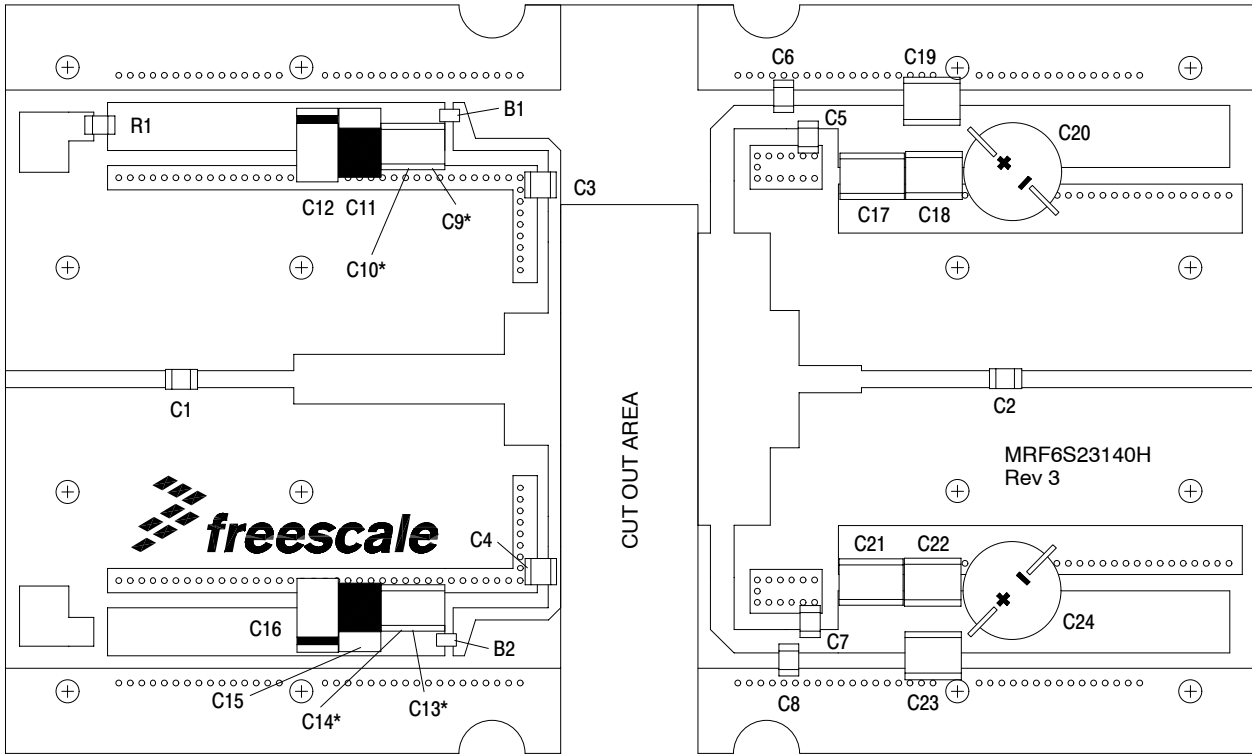 C6
C19
R1
B1
C5
C20
C3
C12
C11
C9*
C17
C18
C10*
C1
C2
CUT OUT AREA
MRF6S23140H
Rev 3
freescale
C4
C21
C22
C16
B2
C7
C24
C15
C14*
C13*
C8
C23